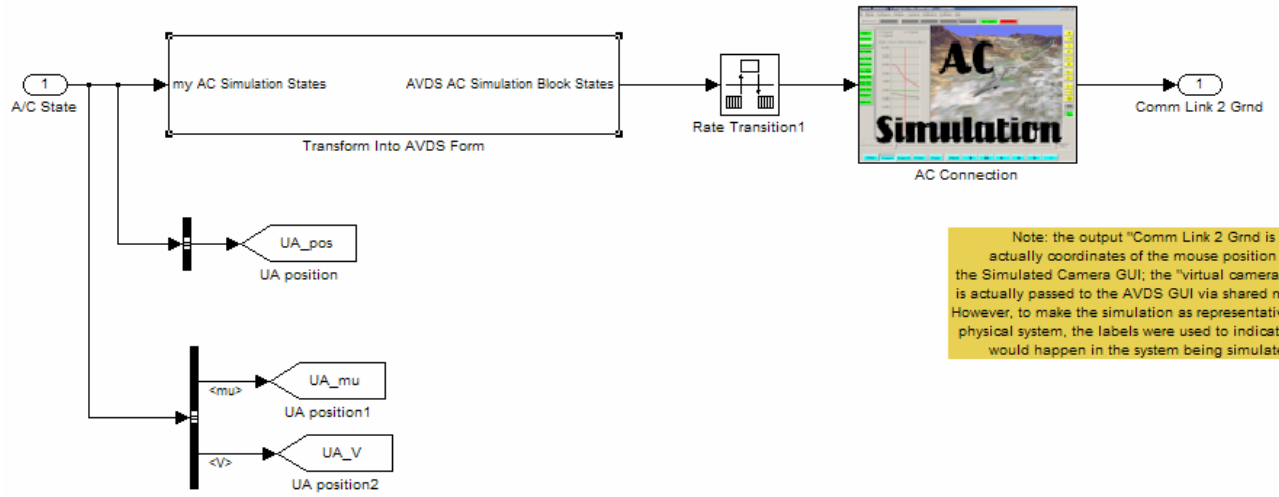 1
A/C State
my AC Simulation States
AVDS AC Simulation Block States
Transform Into AVDS Form
Rate Transition1
AC
Simulation
AC Connection
1
Comm Link 2 Grnd
UA_pos
UA position
<mu>
UA_mu
UA position1
<V>
UA_V
UA position2
Note: the output "Comm Link 2 Grnd is
actually coordinates of the mouse position
the Simulated Camera GUI; the "virtual camera
is actually passed to the AVDS GUI via shared
However, to make the simulation as
physical system, the labels were used to
would happen in the system being